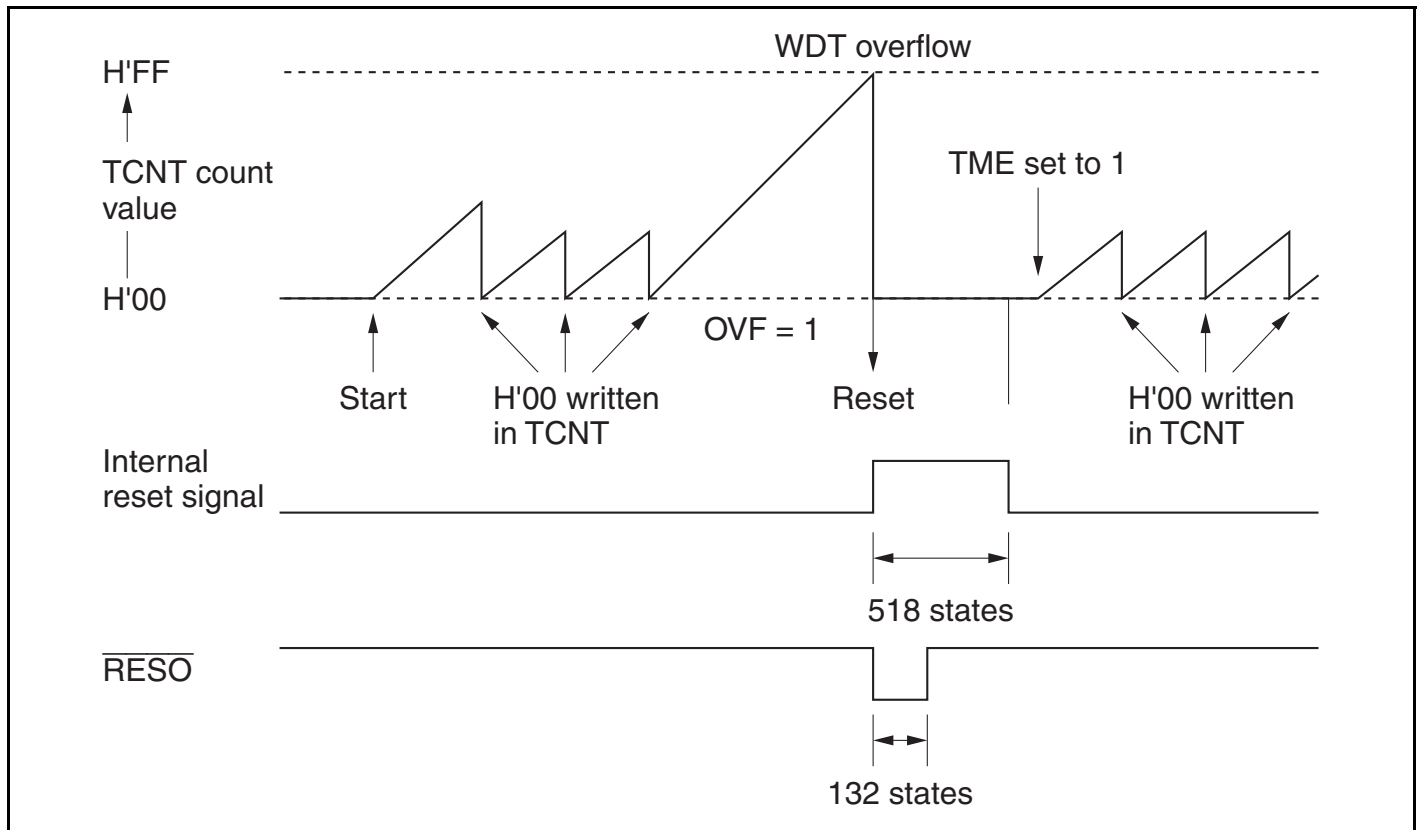 WDT overflow
H'FF
TCNT count
value
TME set to 1
H'00
OVF = 1
Start
H'00 written
in TCNT
Reset
H'00 written
in TCNT
Internal
reset signal
518 states
RESO
132 states